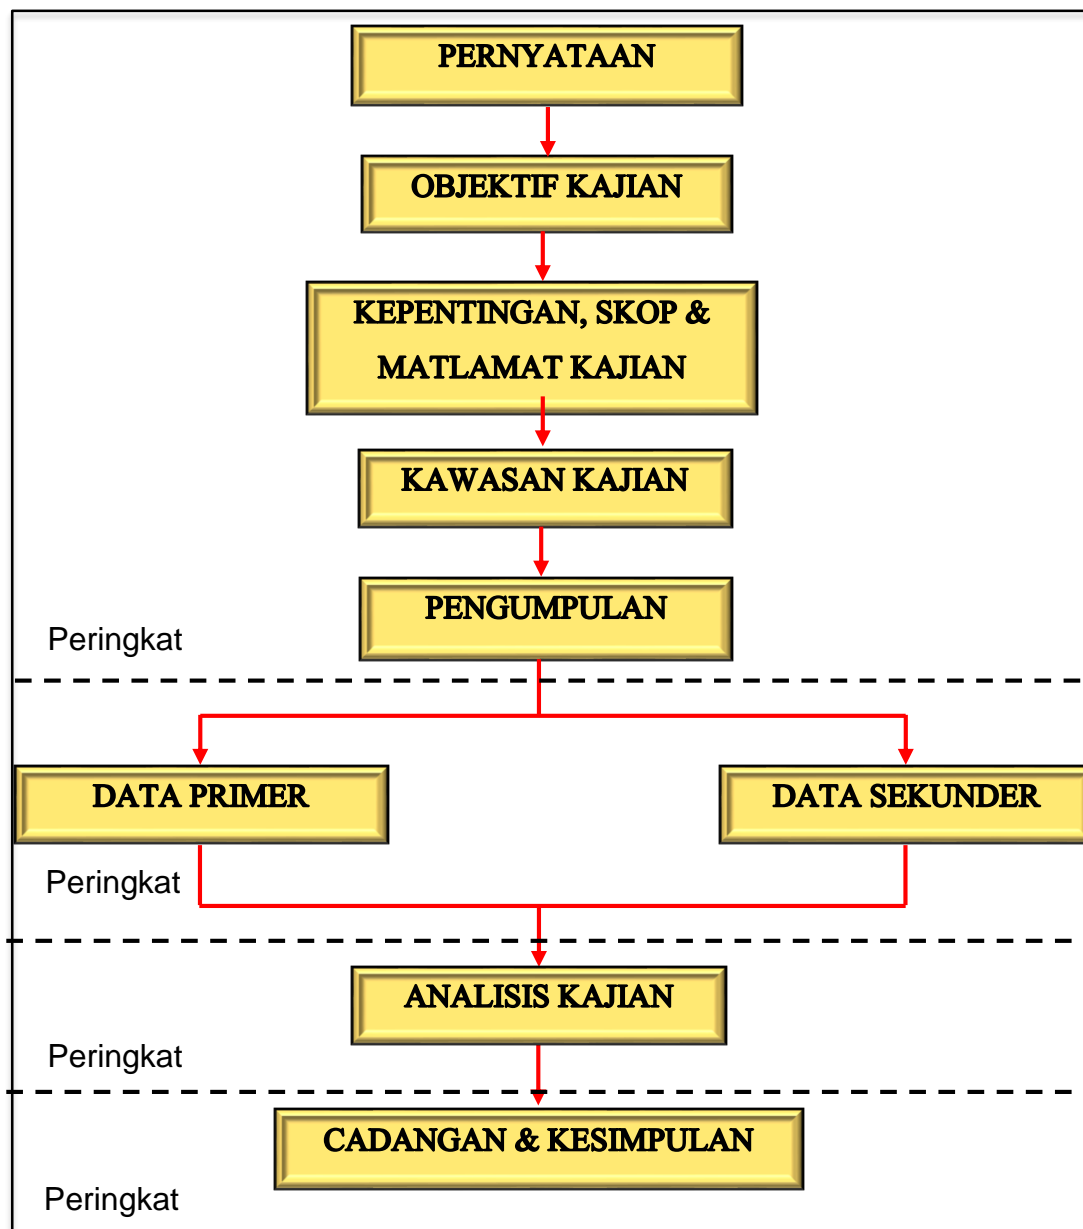 PERNYATAAN
OBJEKTIF KAJIAN
KEPENTINGAN, SKOP &
MATLAMAT KAJIAN
KAWASAN KAJIAN
PENGUMPULAN
Peringkat
DATA PRIMER
DATA SEKUNDER
Peringkat
ANALISIS KAJIAN
Peringkat
CADANGAN & KESIMPULAN
Peringkat